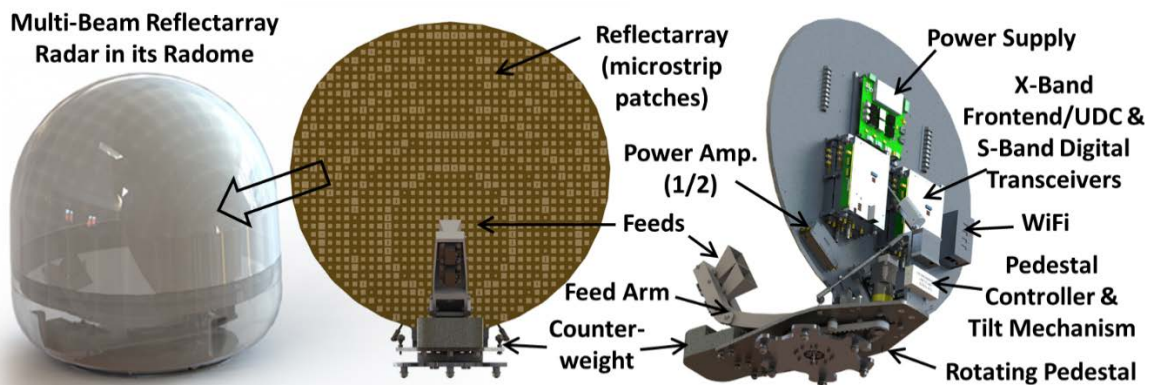 Multi-Beam Reflectarray
Radar in its Radome
Reflectarray
(microstrip
patches)
Power Amp.
(1/2)
Feeds
Feed Arm
Counter-
weight
Power Supply
X-Band
Frontend/UDC &
S-Band Digital
Transceivers
WiFi
Pedestal
Controller &
Tilt Mechanism
Rotating Pedestal